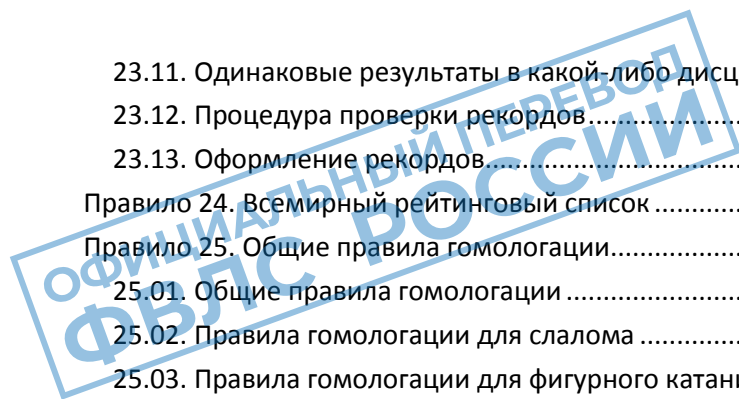 23.11. Одинаковые результаты в какой-либо дисц
23.12. Процедура проверки рекордов
23.13. Оформление рекордов
Правило 24. Всемирный рейтинговый список
Правило 25. Общие правила гомологации
25.01. Общие правила гомологации
25.02. Правила гомологации для слалома
25.03. Правила гомологации для фигурного катани
ОФИЦИАЛЬНЫЙ ПЕРЕВОД
ФВЛС РОССИИ